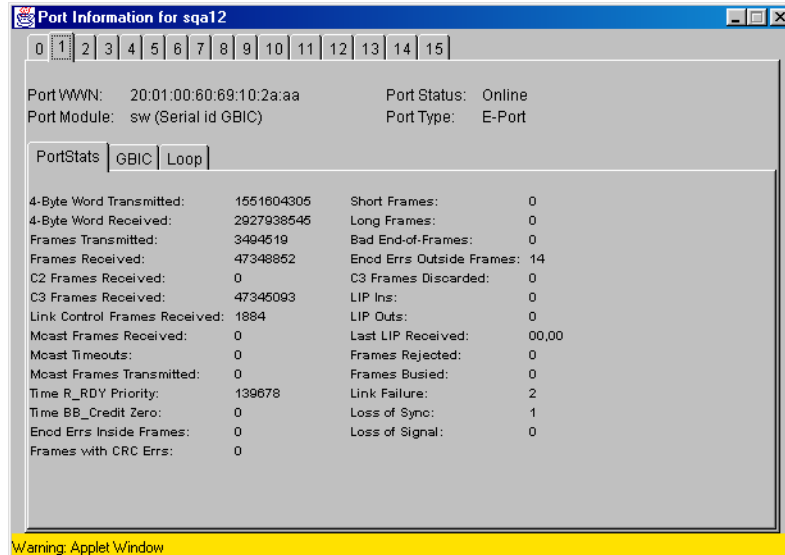 Port Information for sqa12
0 1 2 3 4 5 6 7 8 9 10 11 12 13 14 15
Port WWN: 20:01:00:60:69:10:2a:aa Port Status: Online
Port Module: sw (Serial id GBIC) Port Type: E-Port
PortStats GBIC Loop
4-Byte Word Transmitted: 1551604305 Short Frames: 0
4-Byte Word Received: 2927938545 Long Frames: 0
Frames Transmitted: 3494519 Bad End-of-Frames: 0
Frames Received: 47348852 Encd Errs Outside Frames: 14
C2 Frames Received: 0 C3 Frames Discarded: 0
C3 Frames Received: 47345093 LIP Ins: 0
Link Control Frames Received: 1884 LIP Outs: 0
Mcast Frames Received: 0 Last LIP Received: 00,00
Mcast Timeouts: 0 Frames Rejected: 0
Mcast Frames Transmitted: 0 Frames Busied: 0
Time R_RDY Priority: 139678 Link Failure: 2
Time BB_Credit Zero: 0 Loss of Sync: 1
Encd Errs Inside Frames: 0 Loss of Signal: 0
Frames with CRC Errs: 0
Warning: Applet Window